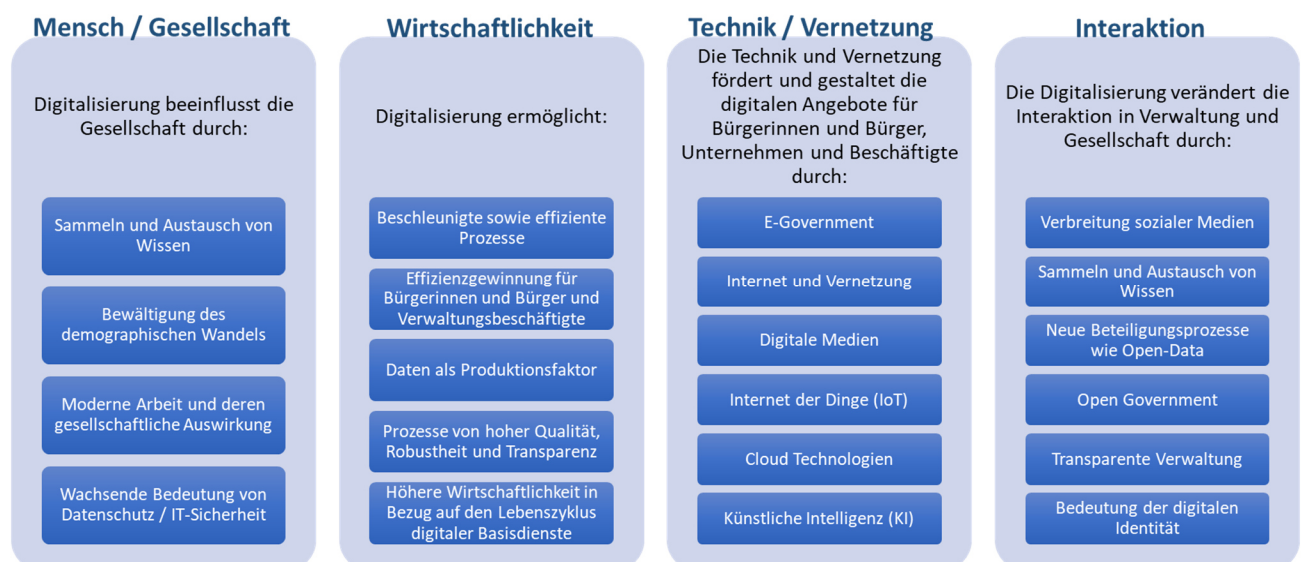 Mensch / Gesellschaft
Digitalisierung beeinflusst die
Gesellschaft durch:
Sammeln und Austausch von
Wissen
Bewältigung des
demographischen Wandels
Moderne Arbeit und deren
gesellschaftliche Auswirkung
Wachsende Bedeutung von
Datenschutz / IT-Sicherheit
Wirtschaftlichkeit
Digitalisierung ermöglicht:
Beschleunigte sowie effiziente
Prozesse
Effizienzgewinnung für
Bürgerinnen und Bürger und
Verwaltungsbeschäftigte
Daten als Produktionsfaktor
Prozesse von hoher Qualität,
Robustheit und Transparenz
Höhere Wirtschaftlichkeit in
Bezug auf den Lebenszyklus
digitaler Basisdienste
Technik / Vernetzung
Die Technik und Vernetzung
fördert und gestaltet die
digitalen Angebote für
Bürgerinnen und Bürger,
Unternehmen und Beschäftigte
durch:
E-Government
Internet und Vernetzung
Digitale Medien
Internet der Dinge (IoT)
Cloud Technologien
Künstliche Intelligenz (KI)
Interaktion
Die Digitalisierung verändert die
Interaktion in Verwaltung und
Gesellschaft durch:
Verbreitung sozialer Medien
Sammeln und Austausch von
Wissen
Neue Beteiligungsprozesse
wie Open-Data
Open Government
Transparente Verwaltung
Bedeutung der digitalen
Identität